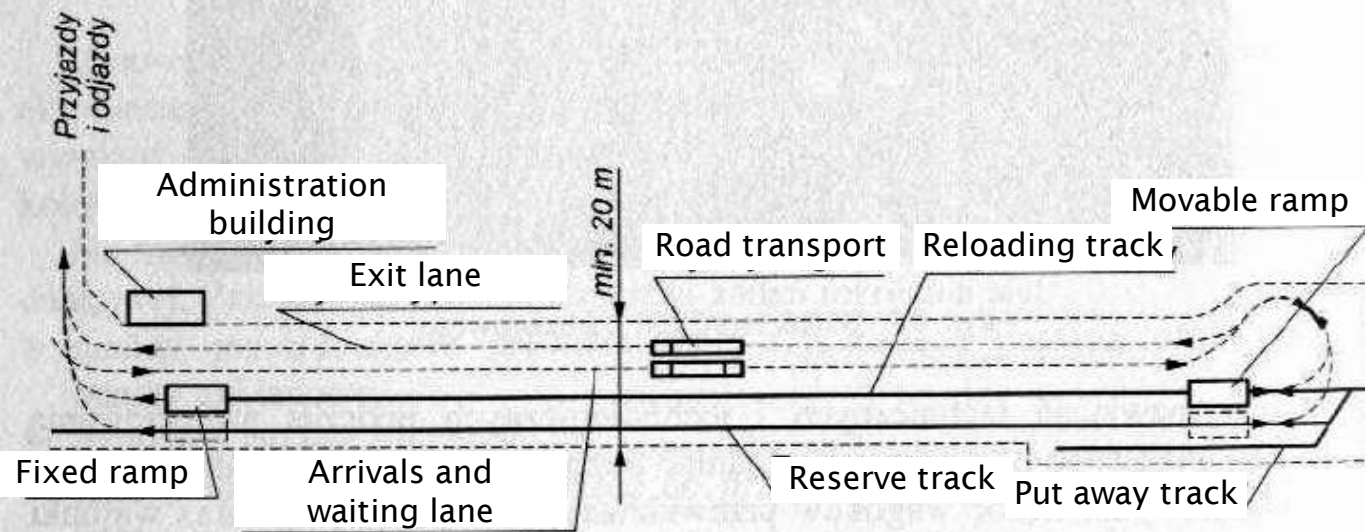 Przyjazdy
i odjazdy
Administration
building
Exit lane
min. 20 m
Road transport
Reloading track
Movable ramp
Fixed ramp
Arrivals and
waiting lane
Reserve track
Put away track